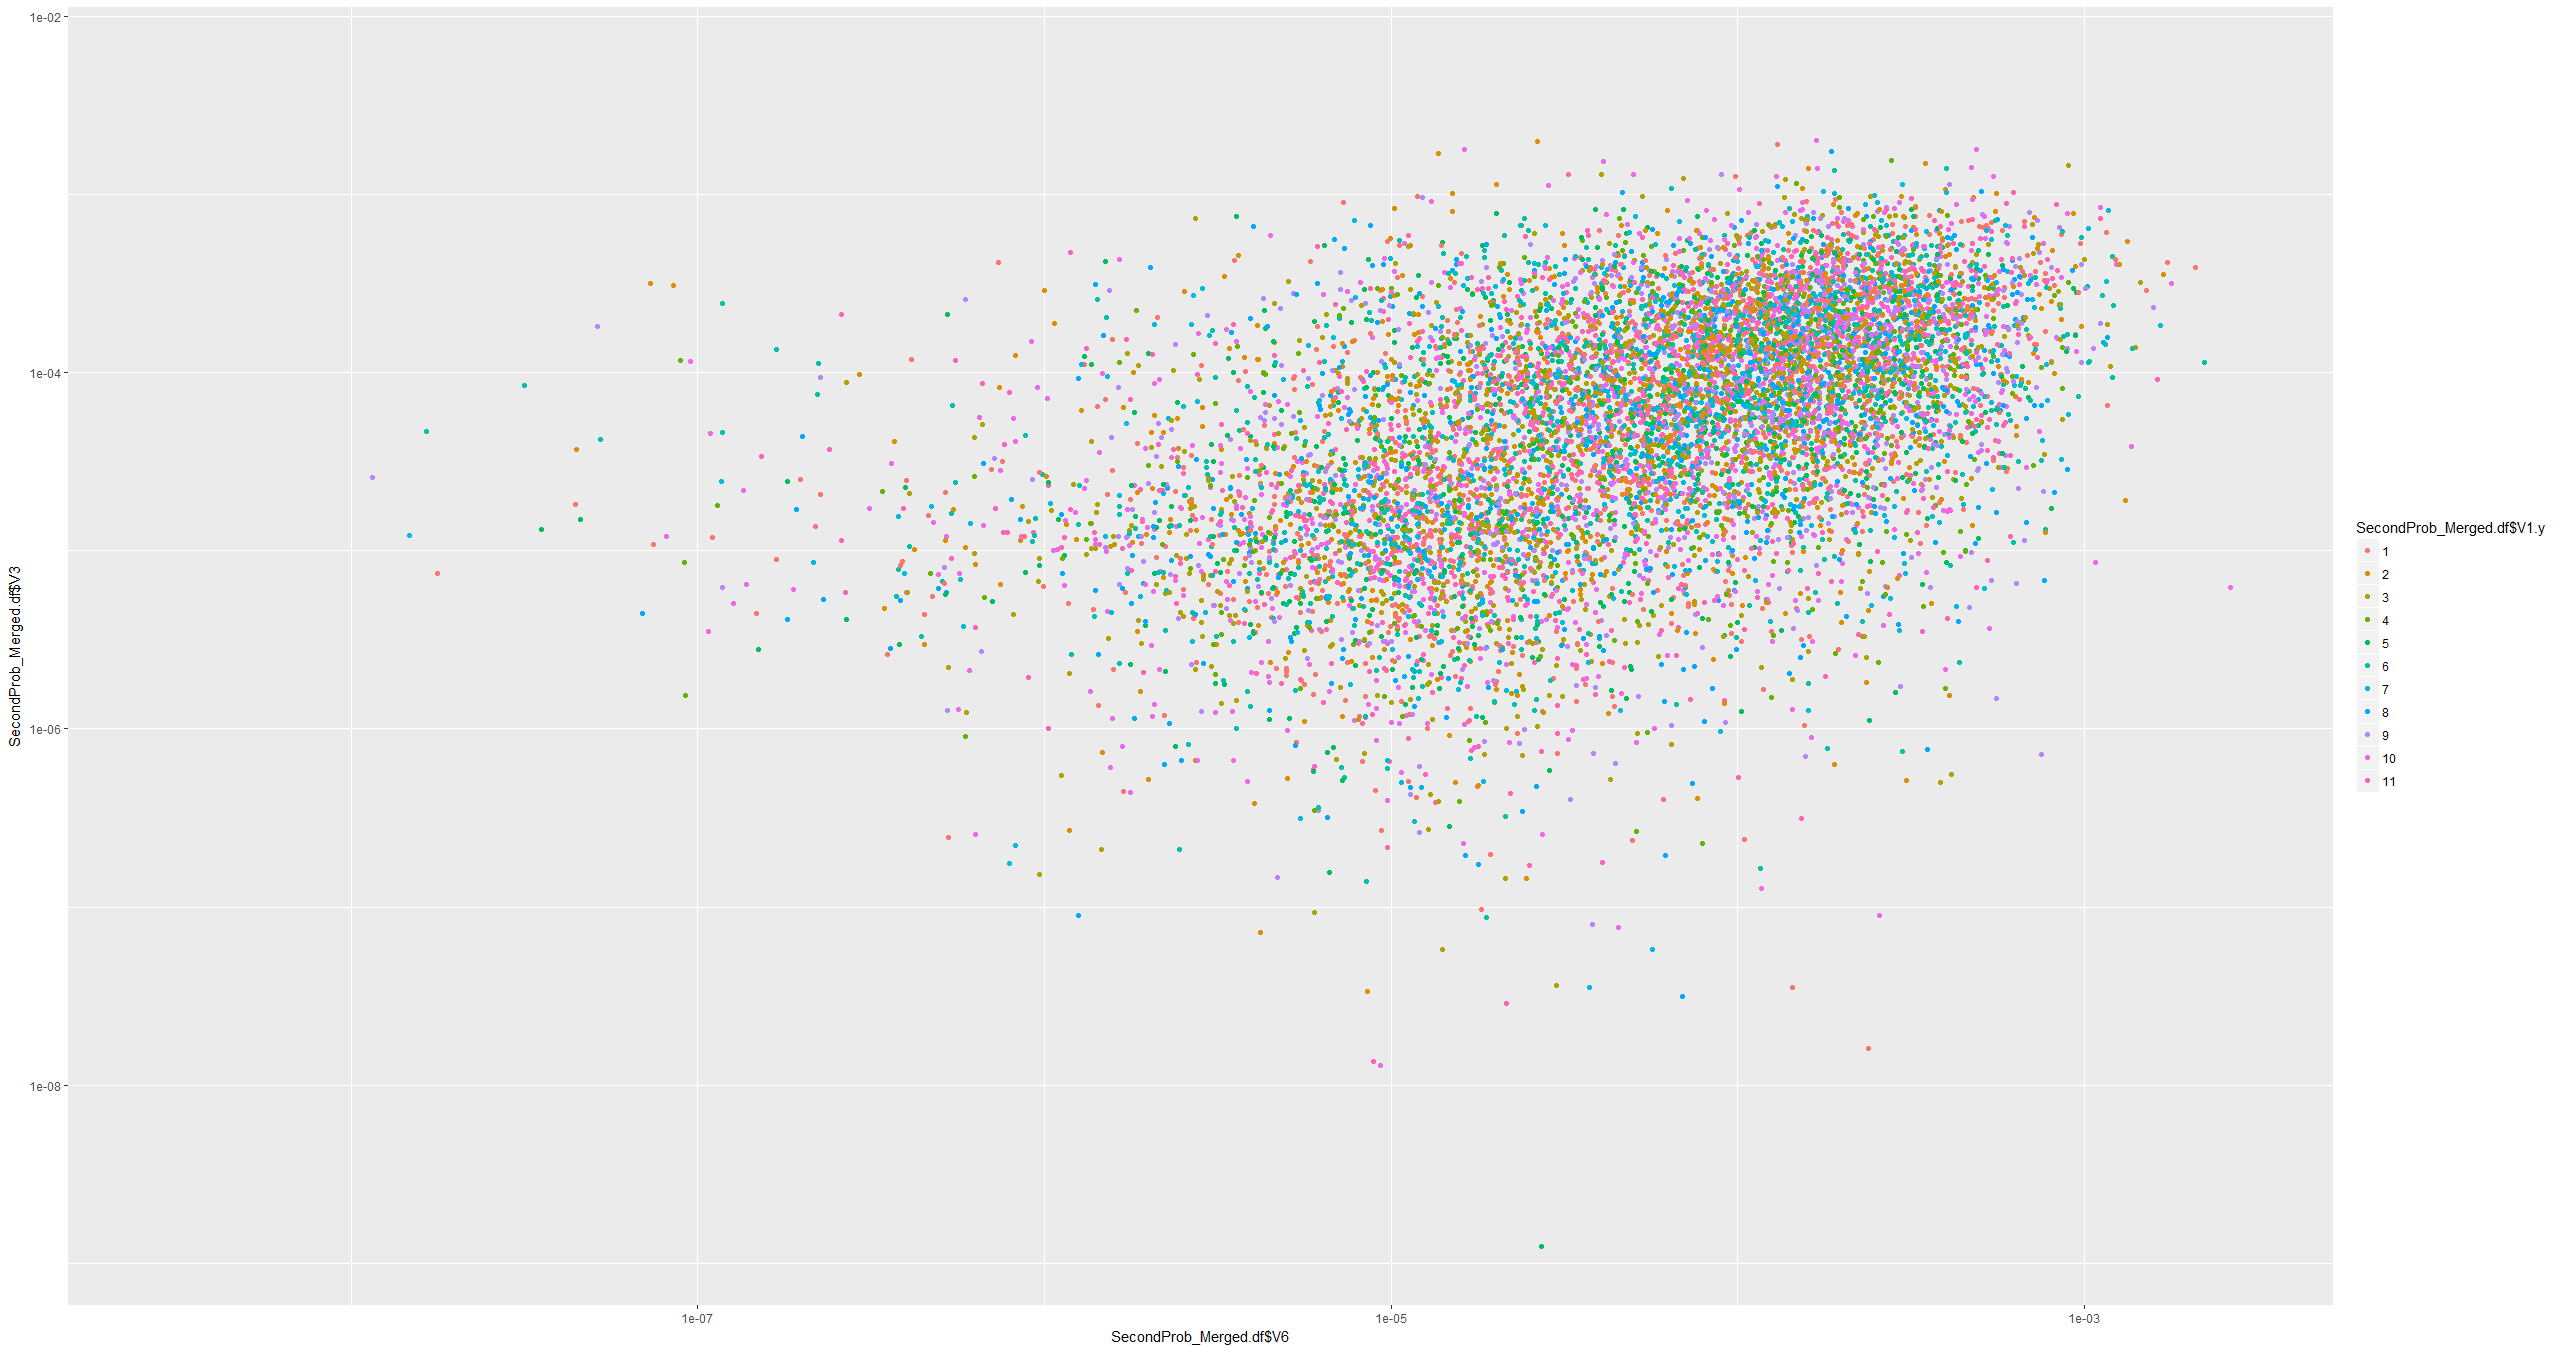 1e-02
1e-04
1e-06
1e-08
SecondProb_Merged.df$V3
1e-07
1e-05
1e-03
SecondProb_Merged.df$V6
SecondProb_Merged.df$V1.y
1
2
3
4
5
6
7
8
9
10
11